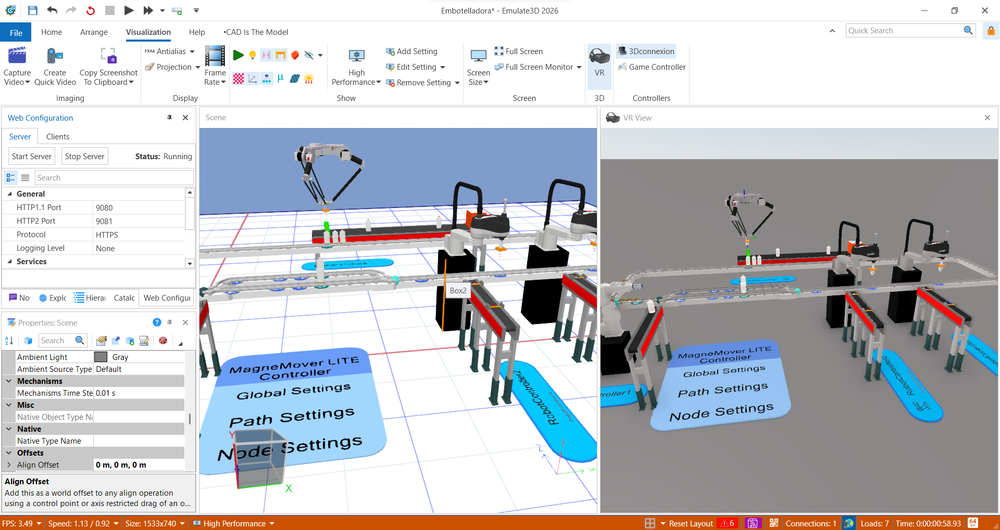 Embotelladora* - Emulate3D 2026
File
Home
Arrange
Visualization
Help
•CAD Is The Model
Quick Search
Capture Video
Create Quick Video
Copy Screenshot To Clipboard
Imaging
FXAA Antialias
Projection
Frame Rate
Display
High Performance
Add Setting
Edit Setting
Remove Setting
Show
Screen Size
Full Screen
Full Screen Monitor
Screen
VR
3D
3Dconnexion
Game Controller
Controllers
Web Configuration
Server
Clients
Start Server
Stop Server
Status: Running
Search
General
HTTP1.1 Port 9080
HTTP2 Port 9081
Protocol HTTPS
Logging Level None
Services
No
Explc
Hierar
Catalc
Web Configu
Properties: Scene
Search
Ambient Light Gray
Ambient Source Type Default
Mechanisms
Mechanisms Time Ste 0.01 s
Misc
Native Object Type Na
Native
Native Type Name
Offsets
Align Offset 0 m, 0 m, 0 m
Align Offset
Add this as a world offset to any align operation
using a control point or axis restricted drag of an o...
Scene
Box2
MagneMover LITE
Controller
Global Settings
Path Settings
Node Settings
RobotController2
Y
X
Z
VR View
MagneMover LITE
Controller
Global Settings
Path Settings
Node Settings
RobotController2
roller1
FPS: 3.49
Speed: 1.13 / 0.92
Size: 1533x740
High Performance
Reset Layout
6
Connections: 1
Loads: 7
Time: 0:00:00:58.93
64 bit